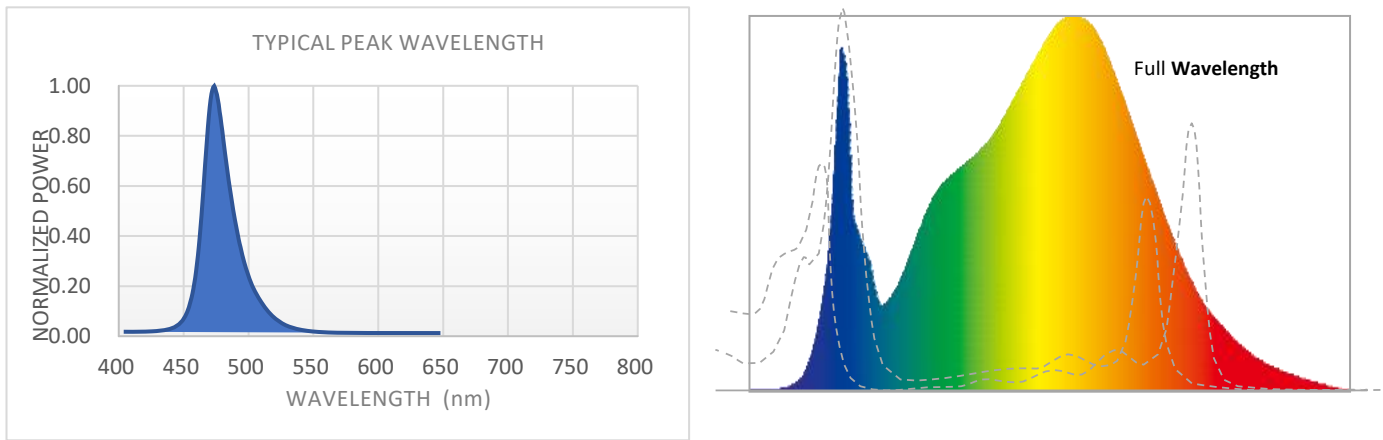 TYPICAL PEAK WAVELENGTH
NORMALIZED POWER
1.00
0.80
0.60
0.40
0.20
0.00
400 450 500 550 600 650 700 750 800
WAVELENGTH (nm)
Full Wavelength